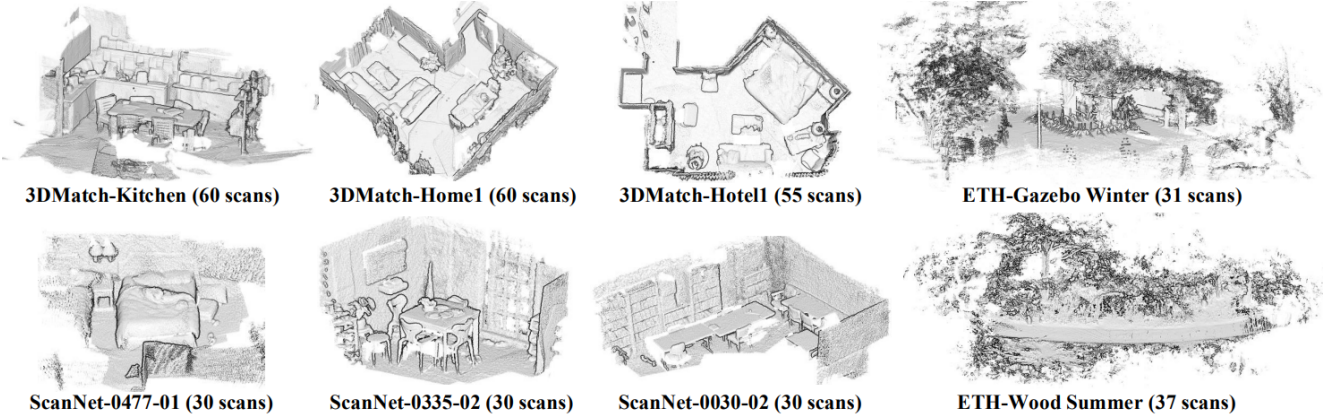 3DMatch-Kitchen (60 scans)
3DMatch-Home1 (60 scans)
3DMatch-Hotel1 (55 scans)
ETH-Gazebo Winter (31 scans)
ScanNet-0477-01 (30 scans)
ScanNet-0335-02 (30 scans)
ScanNet-0030-02 (30 scans)
ETH-Wood Summer (37 scans)